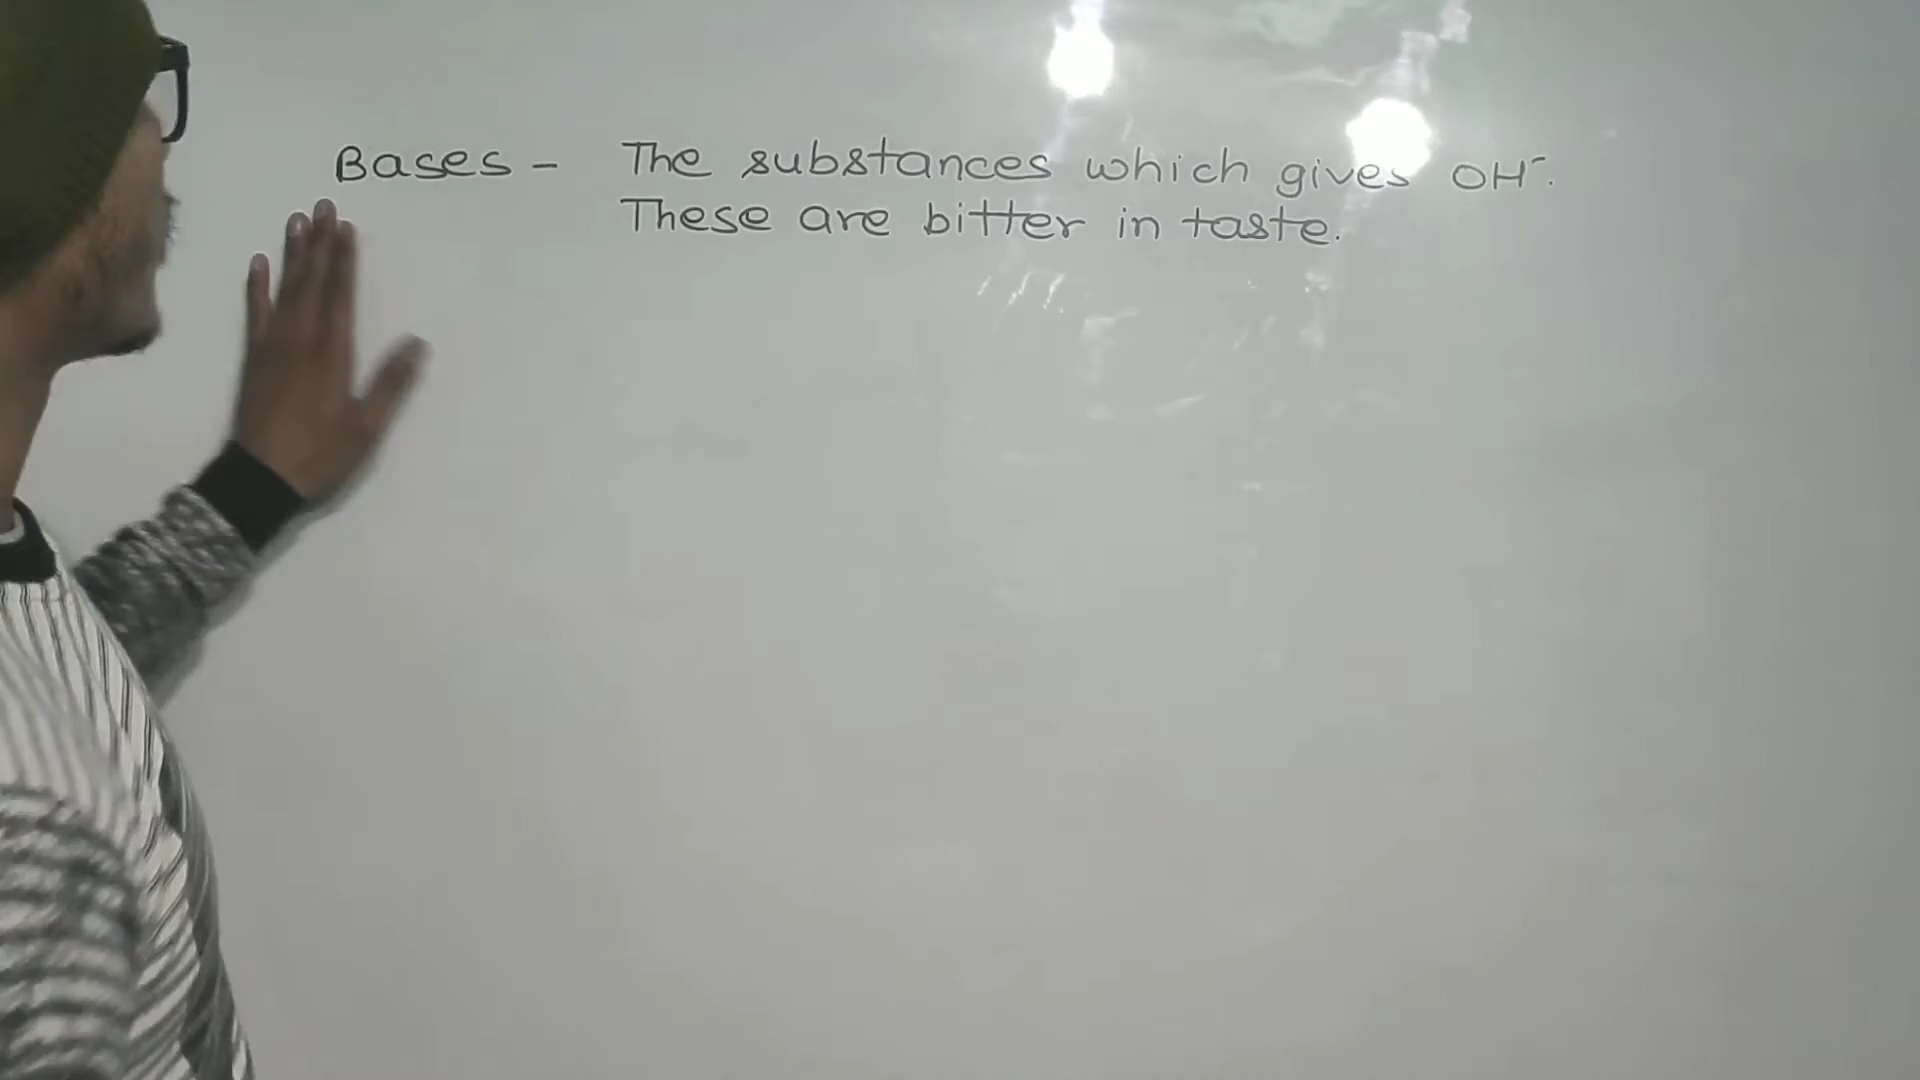 Bases - The substances which gives OH⁻.
These are bitter in taste.